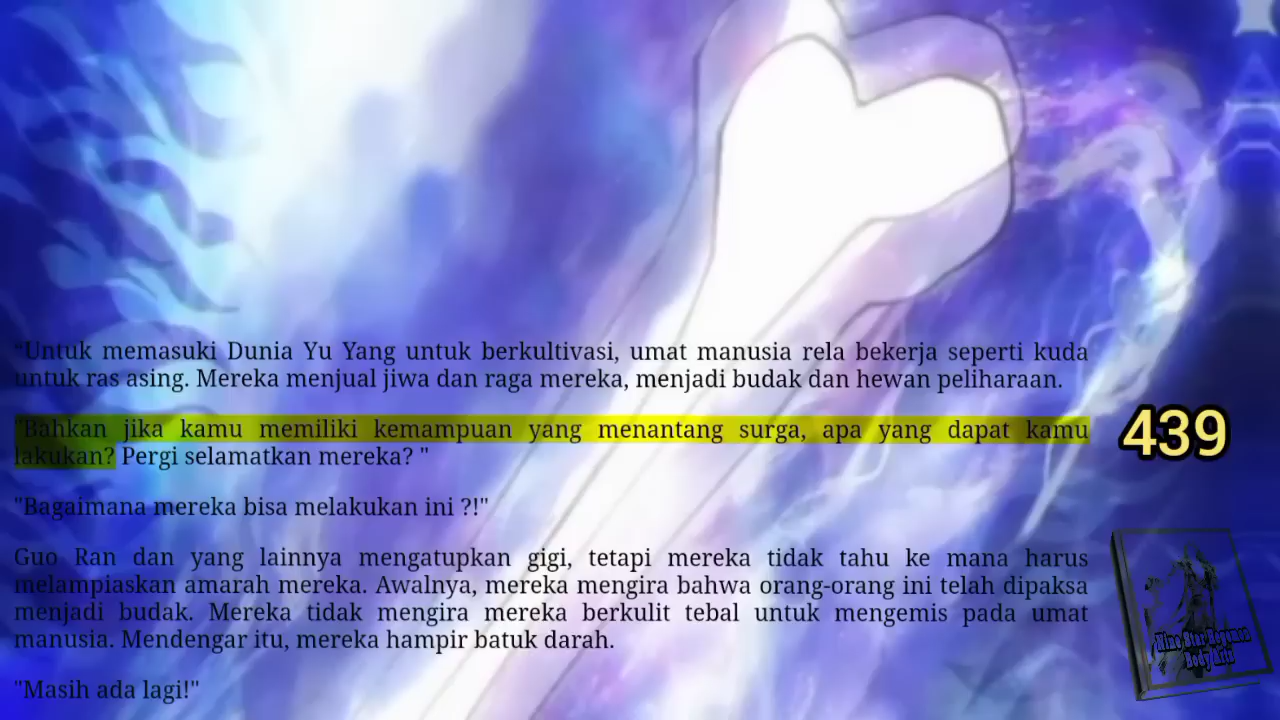 "Untuk memasuki Dunia Yu Yang untuk berkultivasi, umat manusia rela bekerja seperti kuda
untuk ras asing. Mereka menjual jiwa dan raga mereka, menjadi budak dan hewan peliharaan.
"Bahkan jika kamu memiliki kemampuan yang menantang surga, apa yang dapat kamu
lakukan? Pergi selamatkan mereka? "
"Bagaimana mereka bisa melakukan ini ?!"
Guo Ran dan yang lainnya mengatupkan gigi, tetapi mereka tidak tahu ke mana harus
melampiaskan amarah mereka. Awalnya, mereka mengira bahwa orang-orang ini telah dipaksa
menjadi budak. Mereka tidak mengira mereka berkulit tebal untuk mengemis pada umat
manusia. Mendengar itu, mereka hampir batuk darah.
"Masih ada lagi!"
439
Nine Star Hegemon
Body Arts